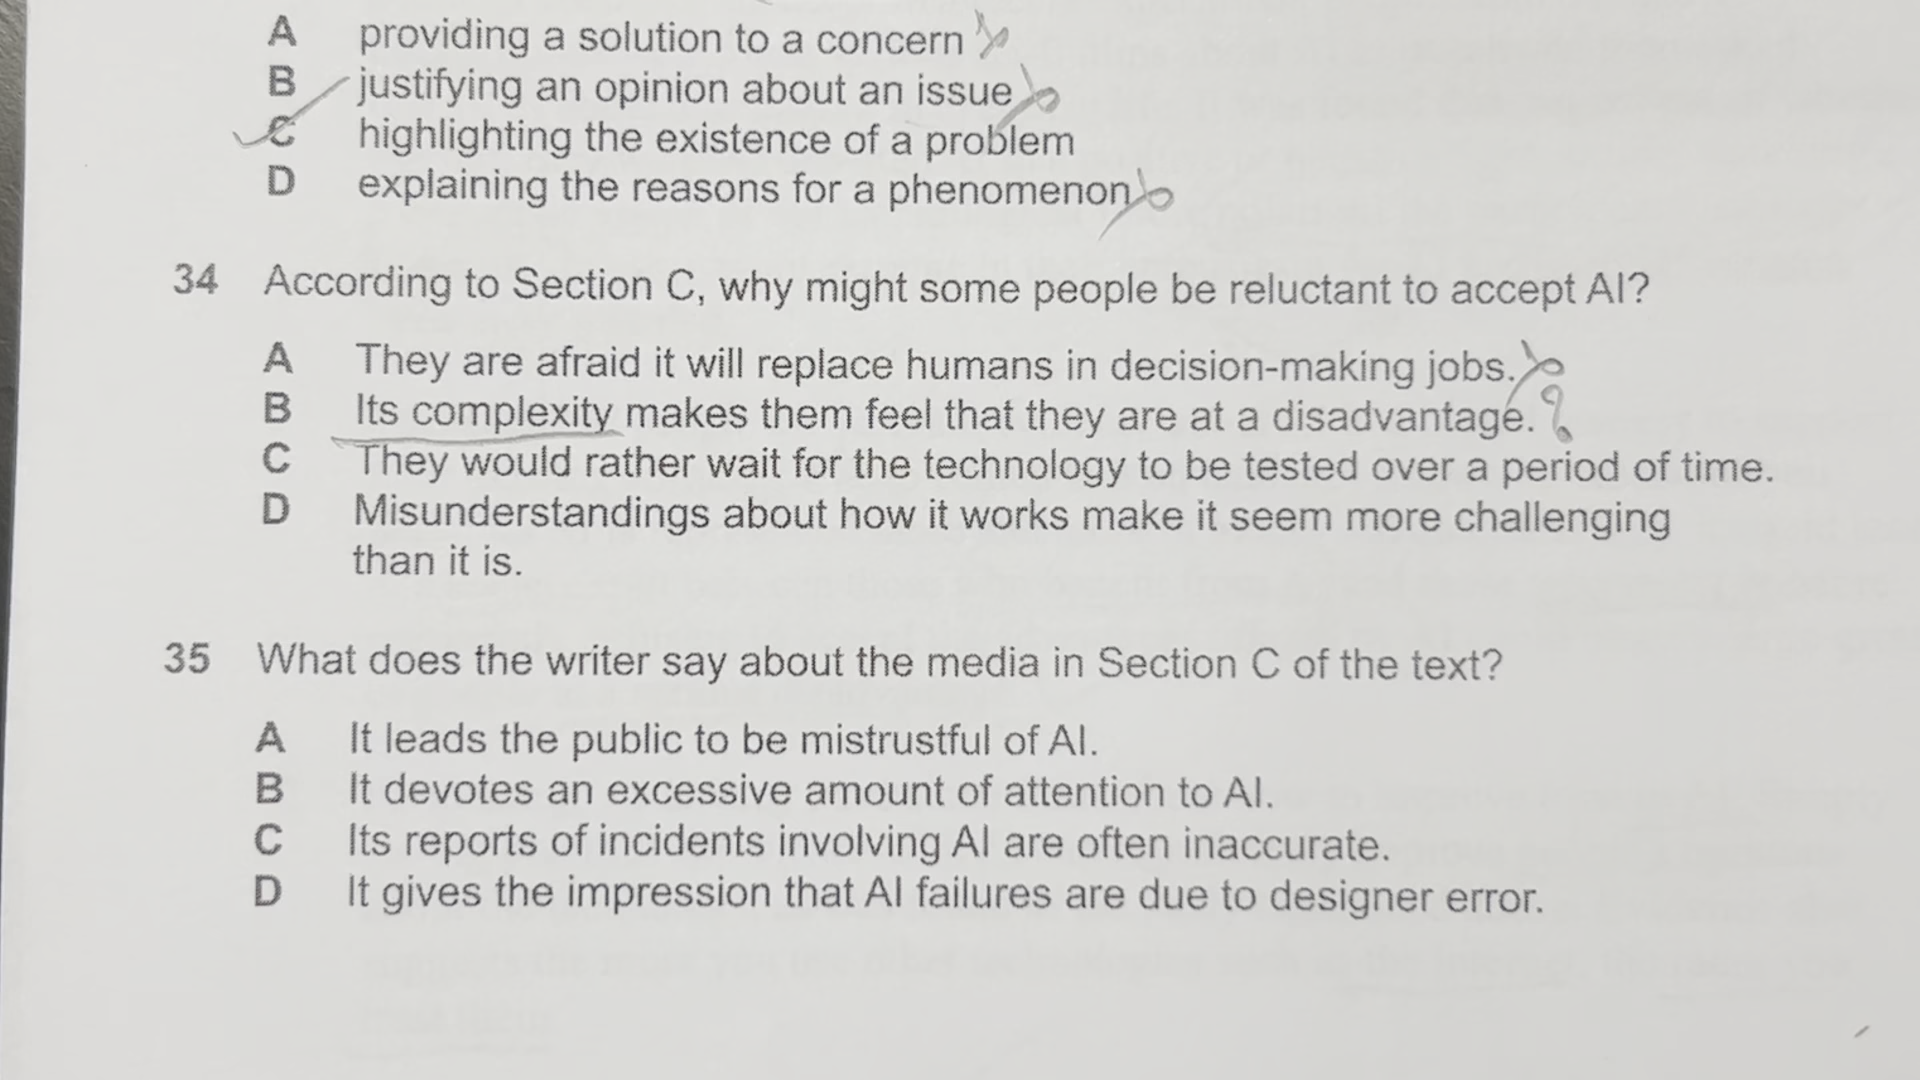 A providing a solution to a concern
B justifying an opinion about an issue
C highlighting the existence of a problem
D explaining the reasons for a phenomenon
34 According to Section C, why might some people be reluctant to accept AI?
A They are afraid it will replace humans in decision-making jobs.
B Its complexity makes them feel that they are at a disadvantage. ?
C They would rather wait for the technology to be tested over a period of time.
D Misunderstandings about how it works make it seem more challenging
than it is.
35 What does the writer say about the media in Section C of the text?
A It leads the public to be mistrustful of AI.
B It devotes an excessive amount of attention to AI.
C Its reports of incidents involving AI are often inaccurate.
D It gives the impression that AI failures are due to designer error.